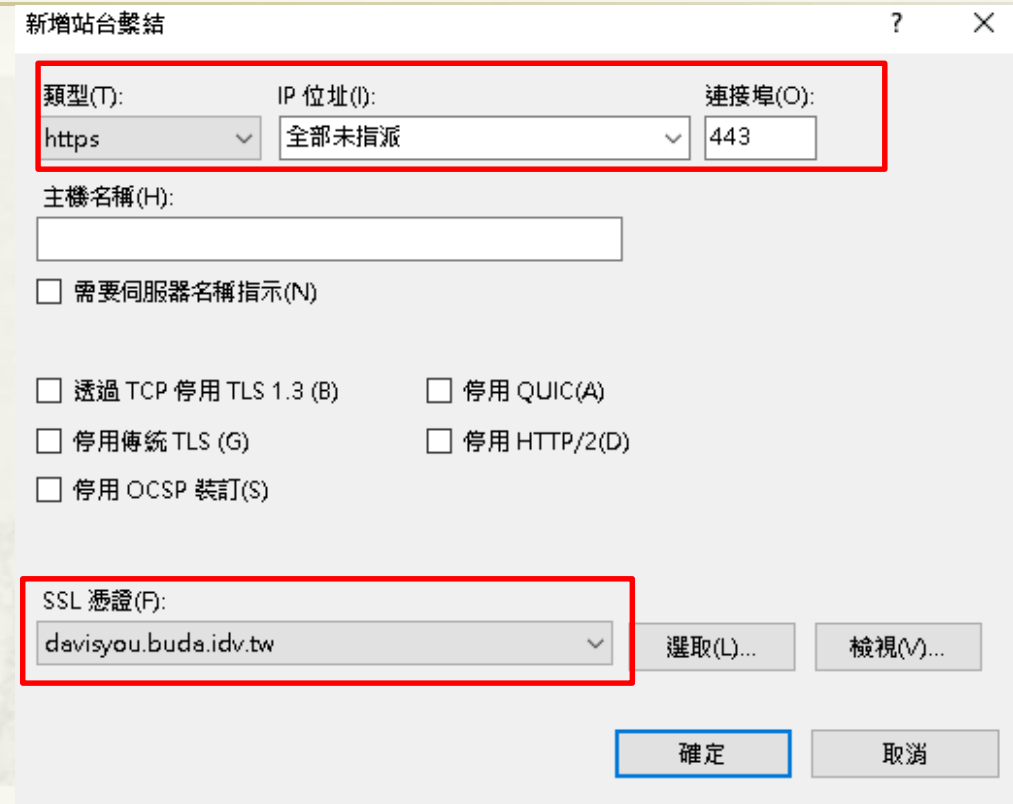 新增站台繫結
?
類型(T): IP 位址(I): 連接埠(O):
https 全部未指派 443
主機名稱(H):
需要伺服器名稱指示(N)
透過 TCP 停用 TLS 1.3 (B) 停用 QUIC(A)
停用傳統 TLS (G) 停用 HTTP/2(D)
停用 OCSP 裝訂(S)
SSL 憑證(F):
davisyou.buda.idv.tw 選取(L)... 檢視(V)...
確定 取消